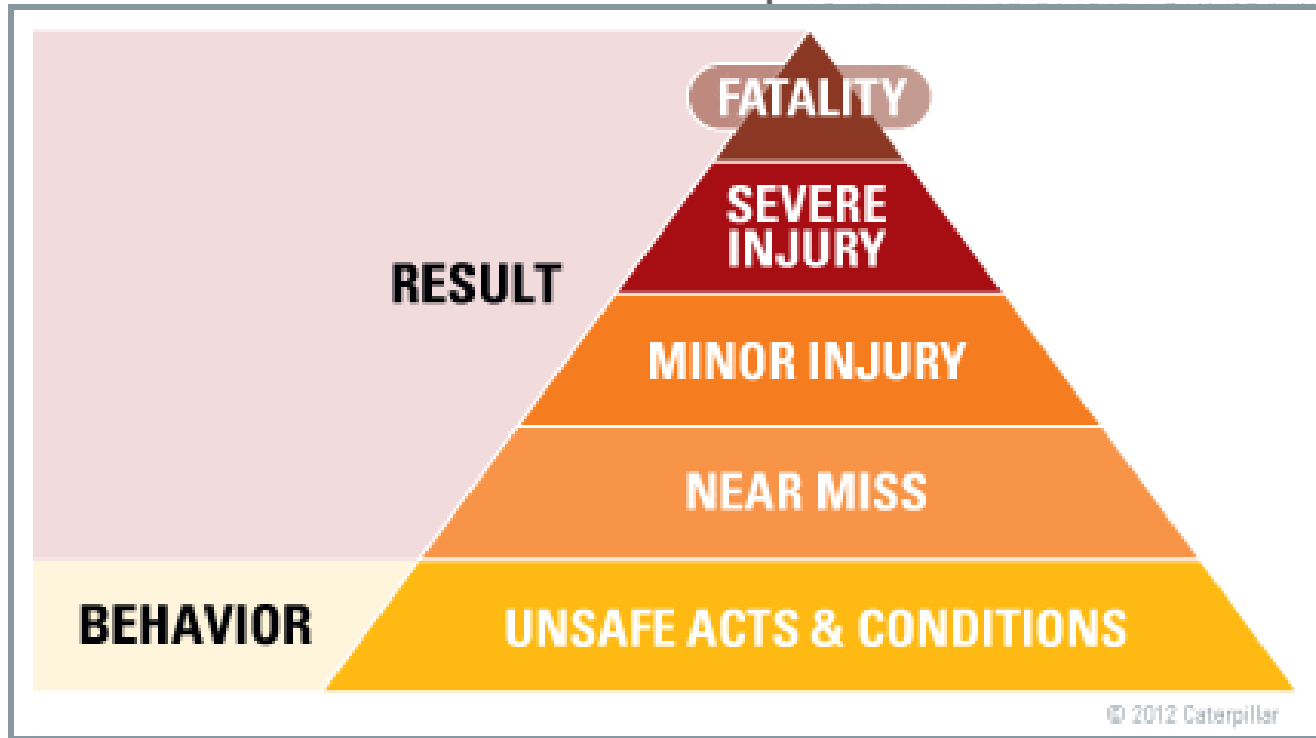 FATALITY
SEVERE
INJURY
RESULT
MINOR INJURY
NEAR MISS
BEHAVIOR
UNSAFE ACTS & CONDITIONS
© 2012 Caterpillar